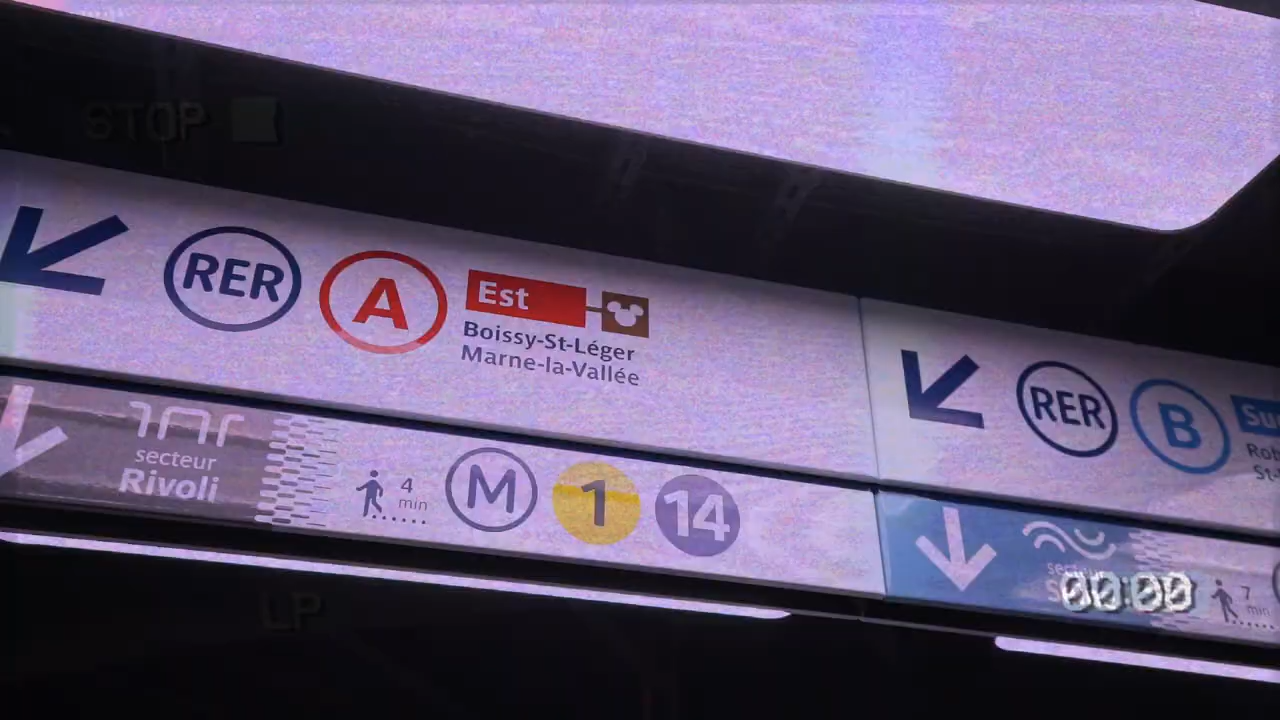 STOP
RER A Est
Boissy-St-Léger
Marne-la-Vallée
RER B
secteur
Rivoli
4 min
M 1 14
7 min
00:00
LP